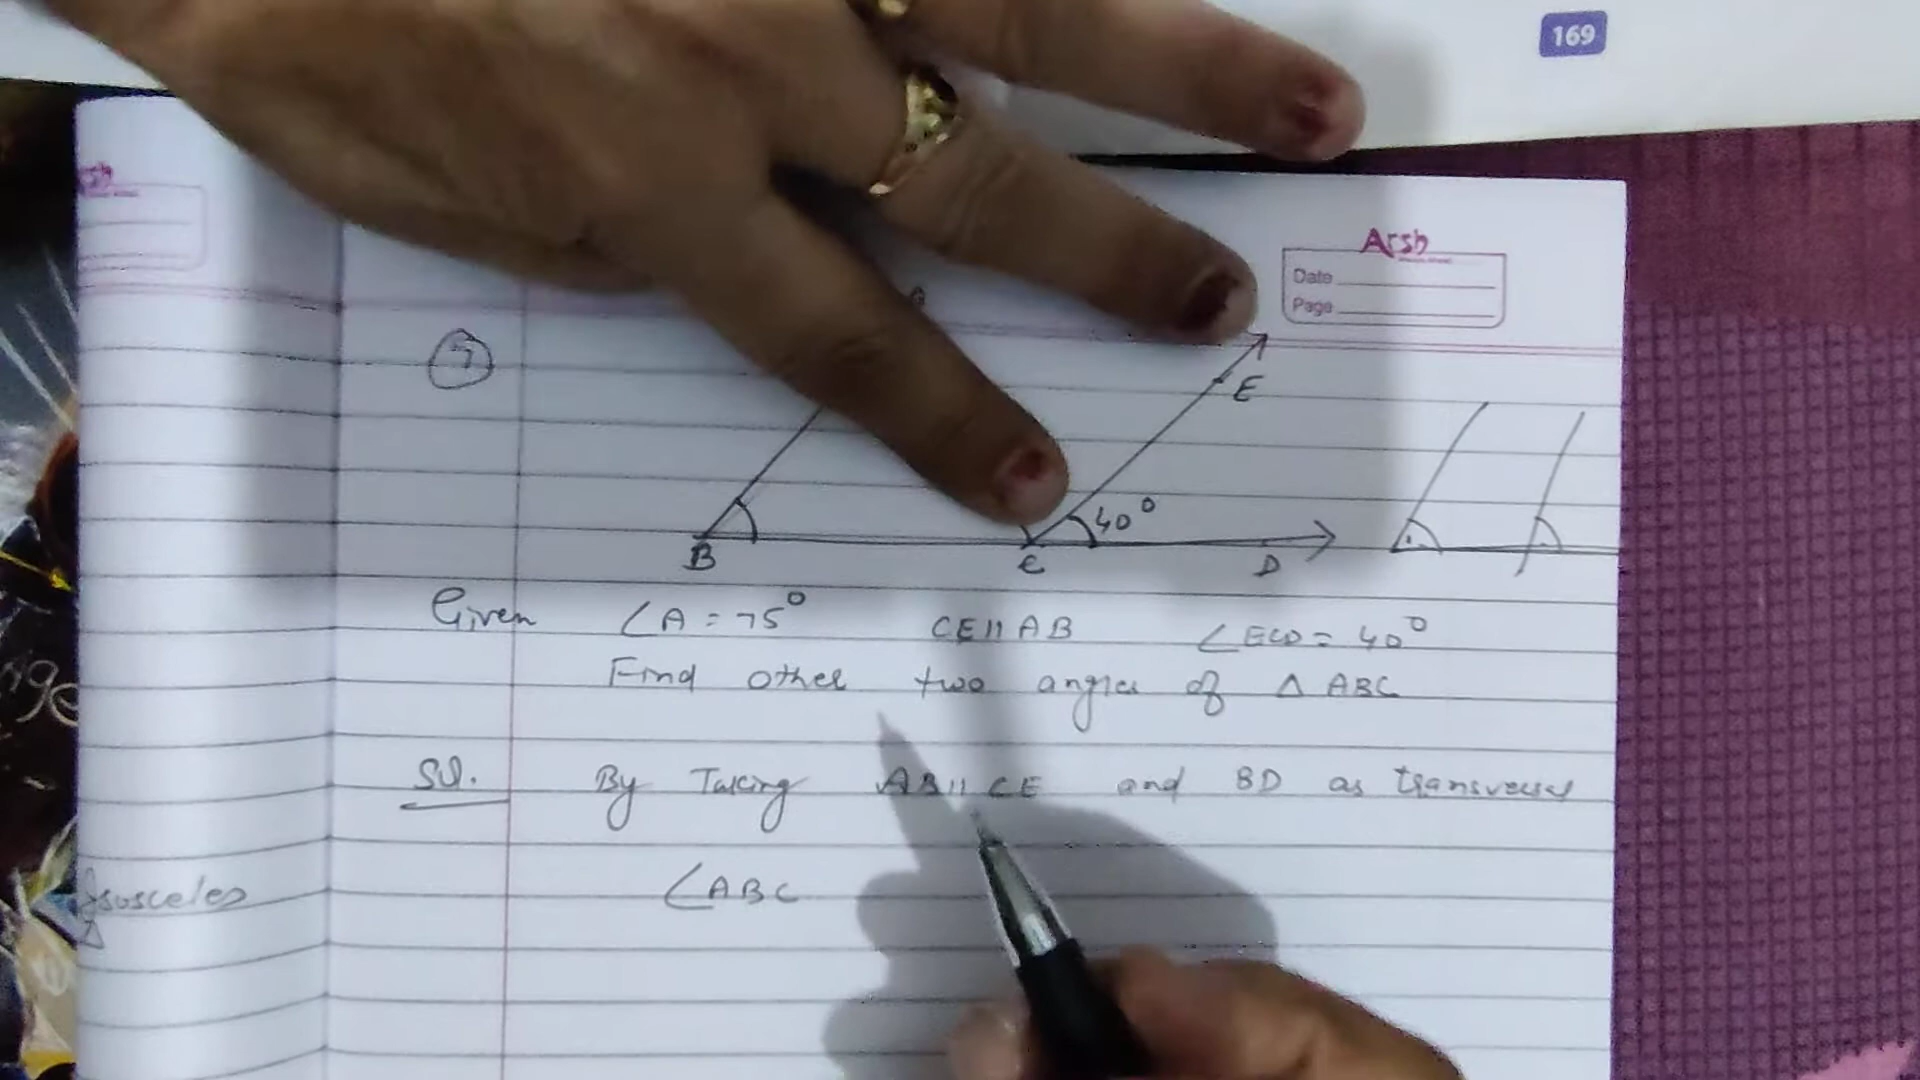 169
Arsh
Date
Page
7
E
40°
B C D
Given ∠A = 75° CE || AB ∠ECD = 40°
Find other two angles of △ ABC
Sol. By Taking AB || CE and BD as transversal
∠ABC
Isusceles
△